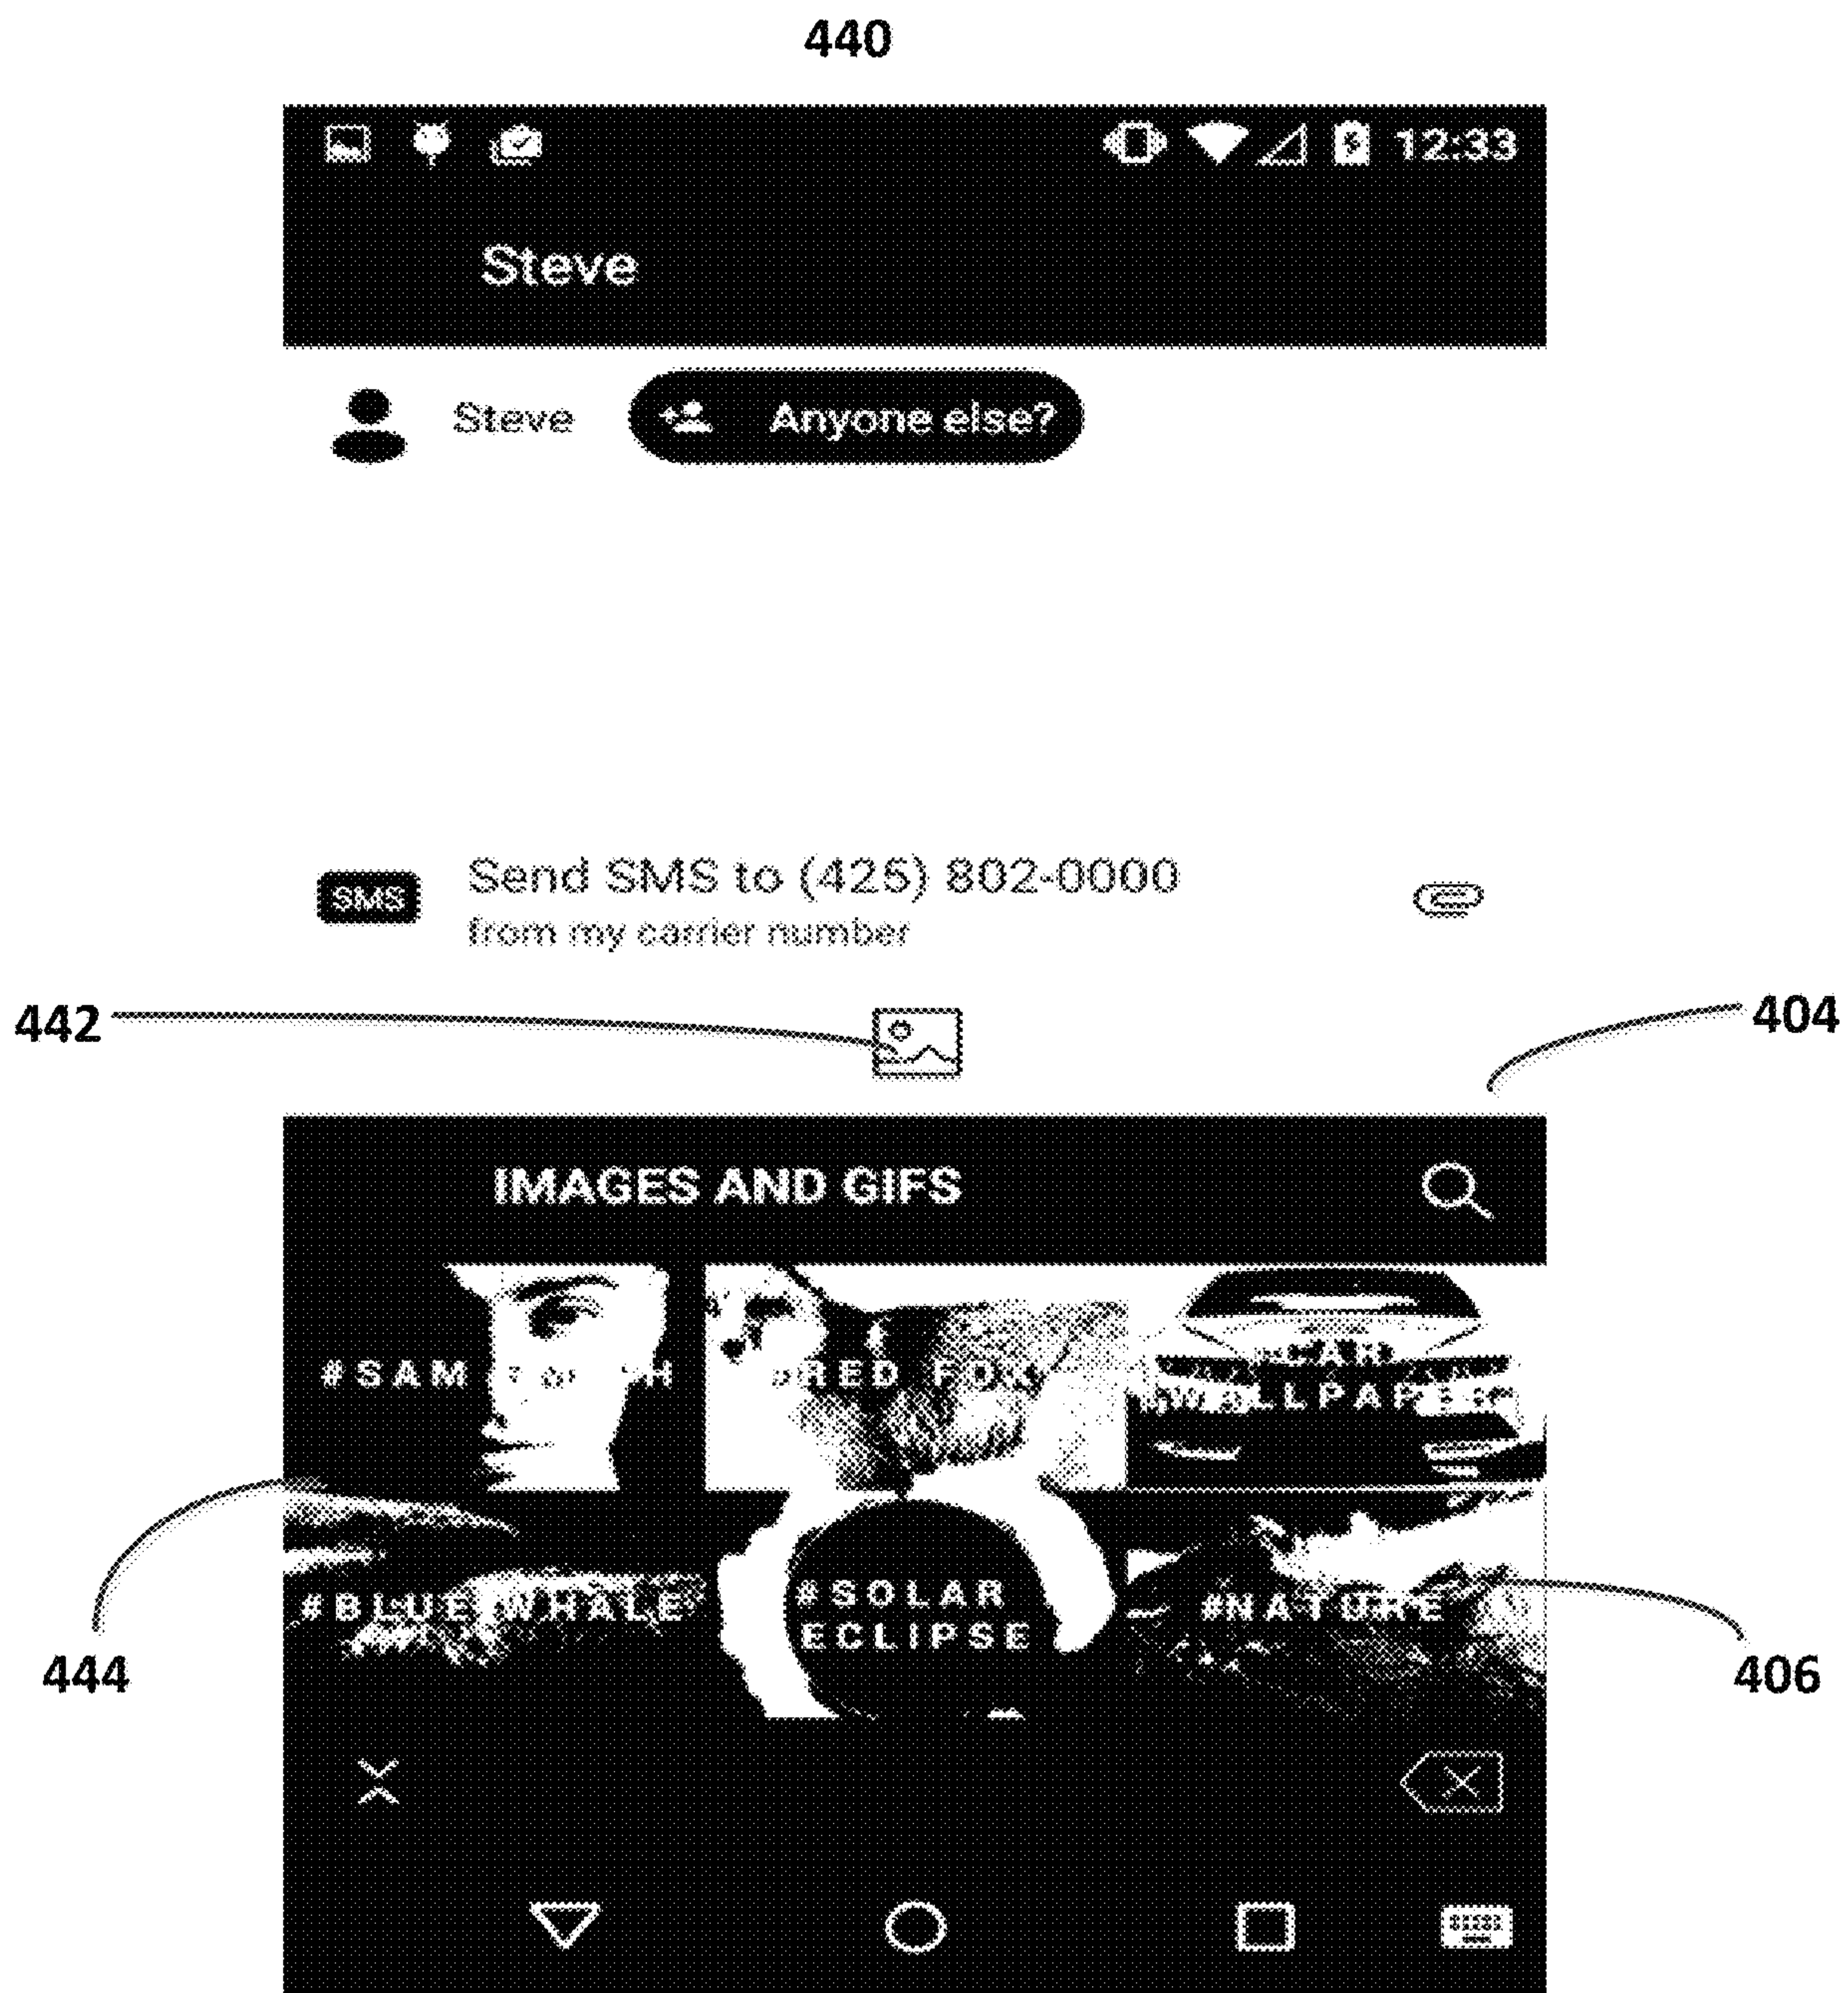 440
12:33
Steve
Steve
Anyone else?
SMS
Send SMS to (425) 802-0000
from my carrier number
442
404
IMAGES AND GIFS
#SAM
#RED FOX
#CAR
WALLPAPER
#BLUE WHALE
#SOLAR
ECLIPSE
#NATURE
444
406